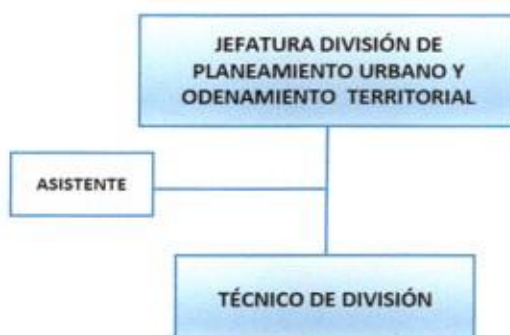 JEFATURA DIVISIÓN DE
PLANEAMIENTO URBANO Y
ODENAMIENTO TERRITORIAL
ASISTENTE
TÉCNICO DE DIVISIÓN